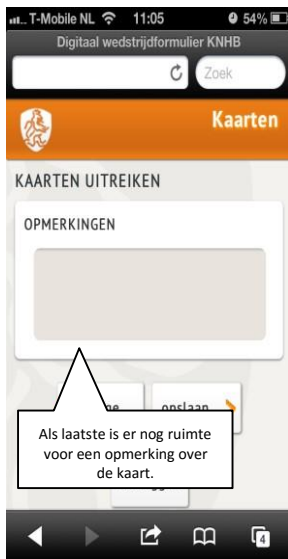 T-Mobile NL 11:05 54%
Digitaal wedstrijdformulier KNHB
Zoek
Kaarten
KAARTEN UITREIKEN
OPMERKINGEN
opslaan
Als laatste is er nog ruimte
voor een opmerking over
de kaart.
4